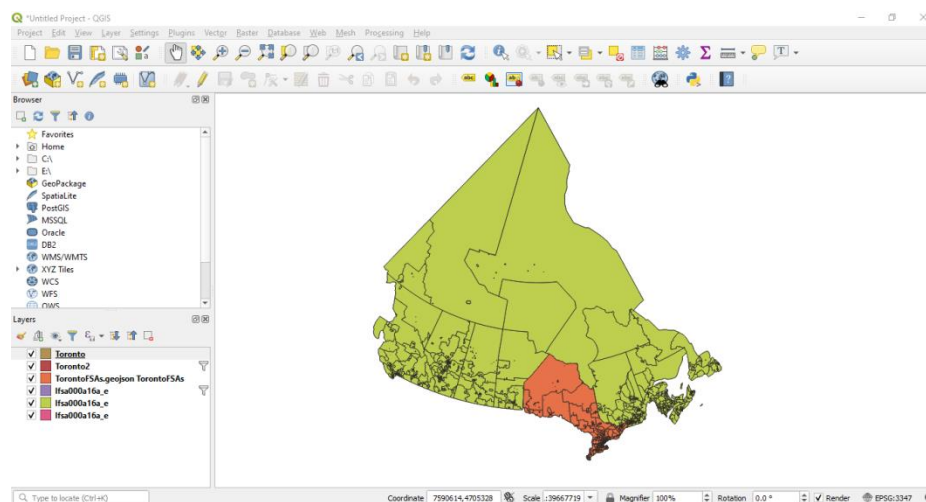 *Untitled Project - QGIS
Project Edit View Layer Settings Plugins Vector Raster Database Web Mesh Processing Help
Browser
Favorites
Home
C:\
E:\
GeoPackage
SpatiaLite
PostGIS
MSSQL
Oracle
DB2
WMS/WMTS
XYZ Tiles
WCS
WFS
OWS
Layers
Toronto
Toronto2
TorontoFSAs.geojson TorontoFSAs
lfsa000a16a_e
lfsa000a16a_e
lfsa000a16a_e
Type to locate (Ctrl+K) Coordinate 7590614,4705328 Scale :39667719 Magnifier 100% Rotation 0.0 ° Render EPSG:3347